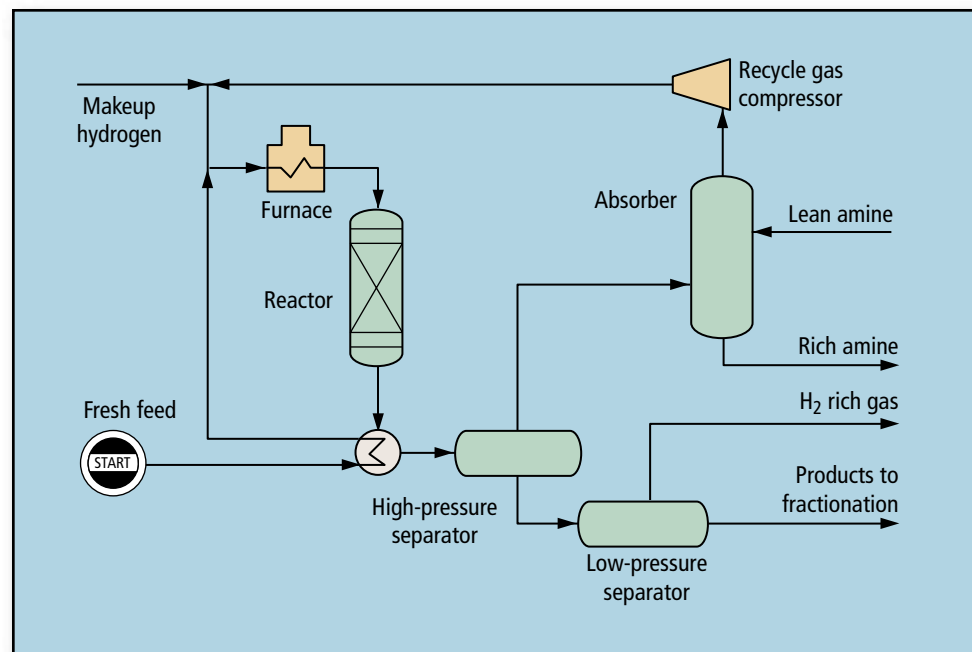 Makeup
hydrogen
Recycle gas
compressor
Furnace
Absorber
Lean amine
Reactor
Rich amine
H₂ rich gas
Fresh feed
START
Products to
fractionation
High-pressure
separator
Low-pressure
separator